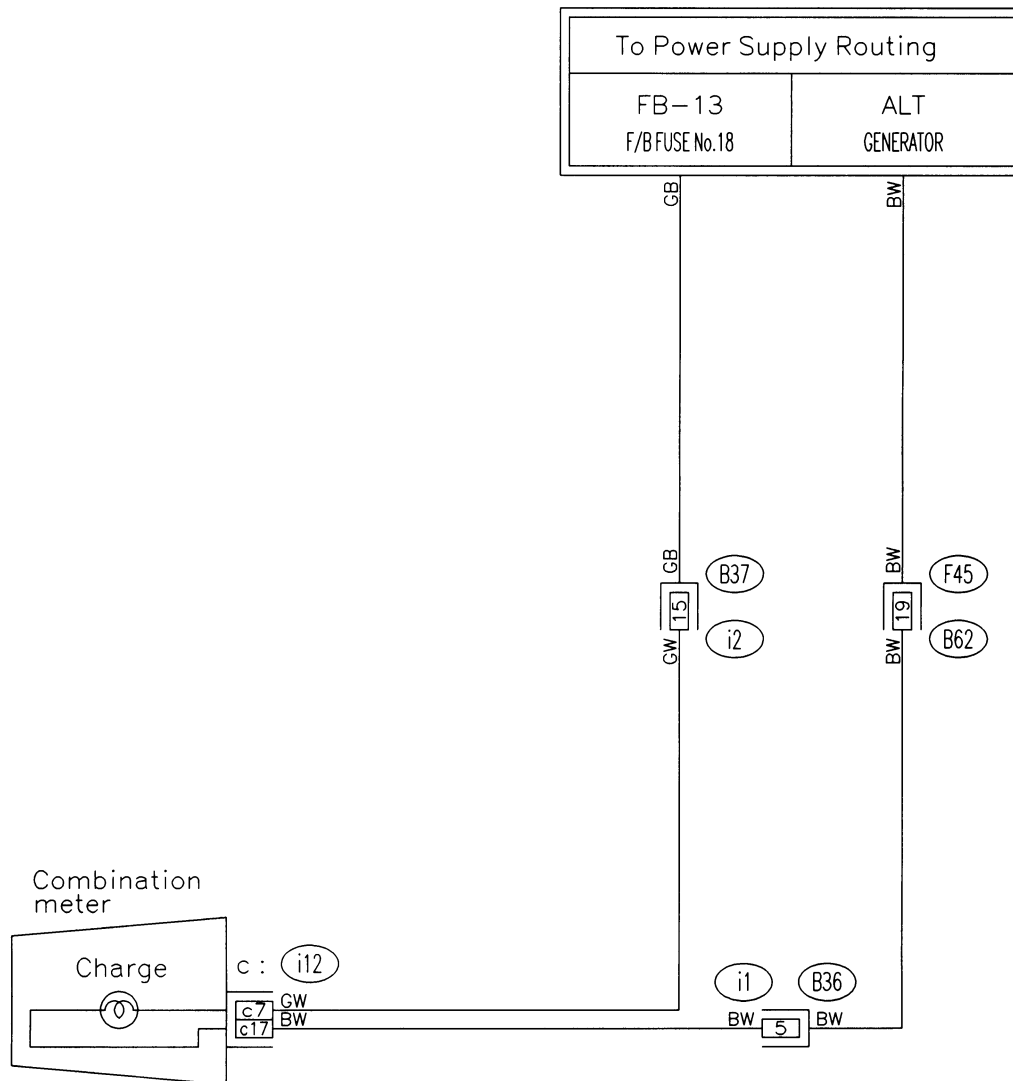 To Power Supply Routing
FB-13
F/B FUSE No.18
ALT
GENERATOR
GB
BW
GB
B37
BW
F45
15
19
GW
i2
BW
B62
Combination
meter
Charge
c :
i12
i1
B36
c7
GW
c17
BW
BW
5
BW